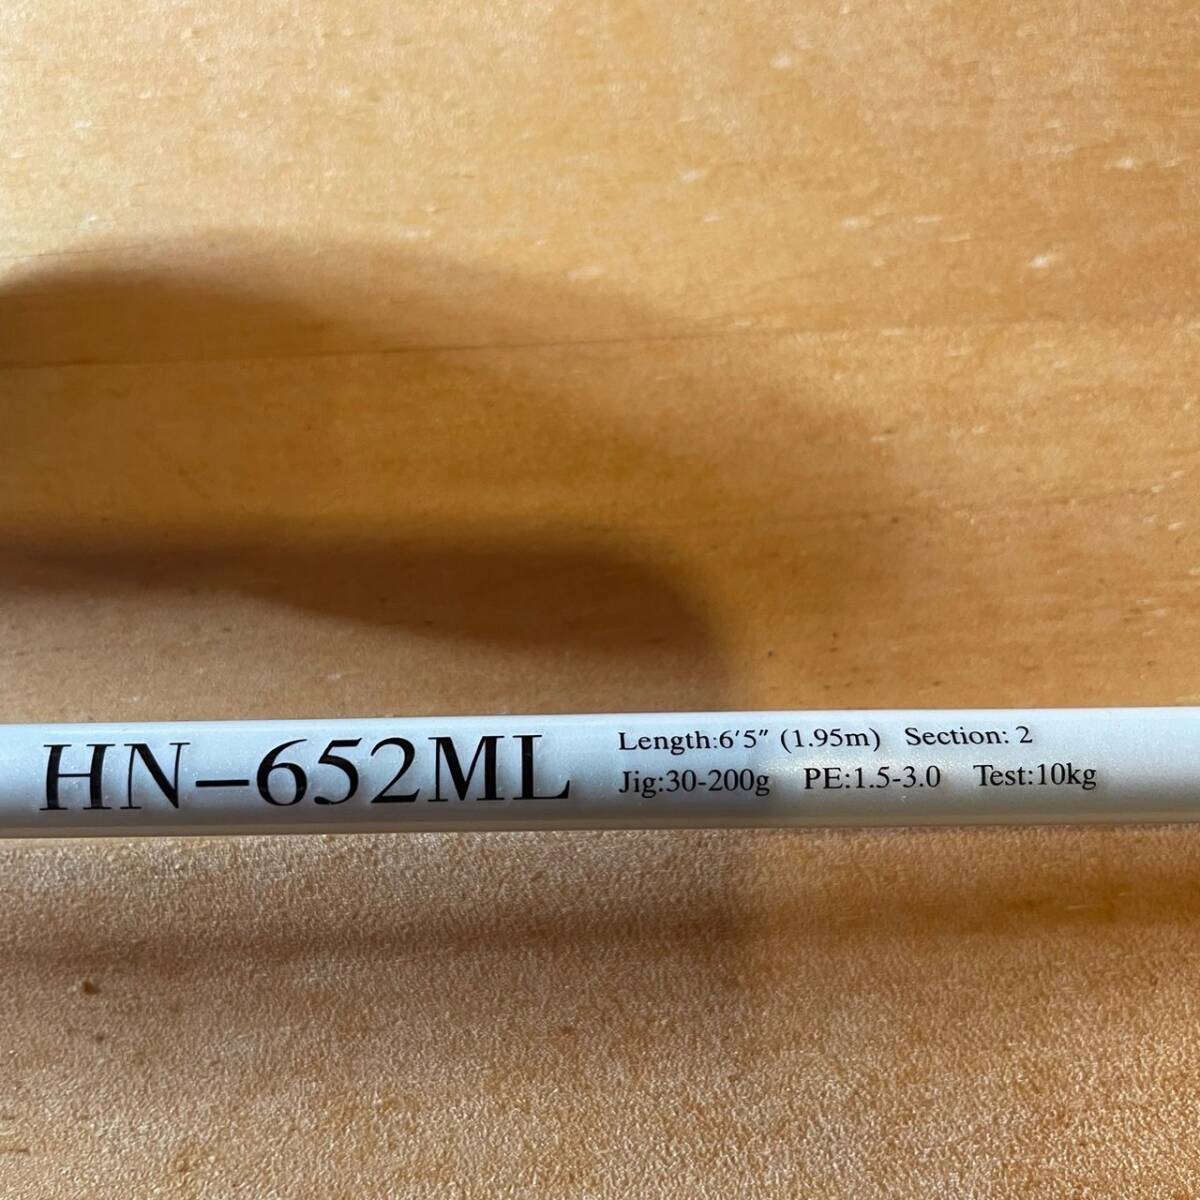 HN-652ML
Length:6'5" (1.95m) Section: 2
Jig:30-200g PE:1.5-3.0 Test:10kg